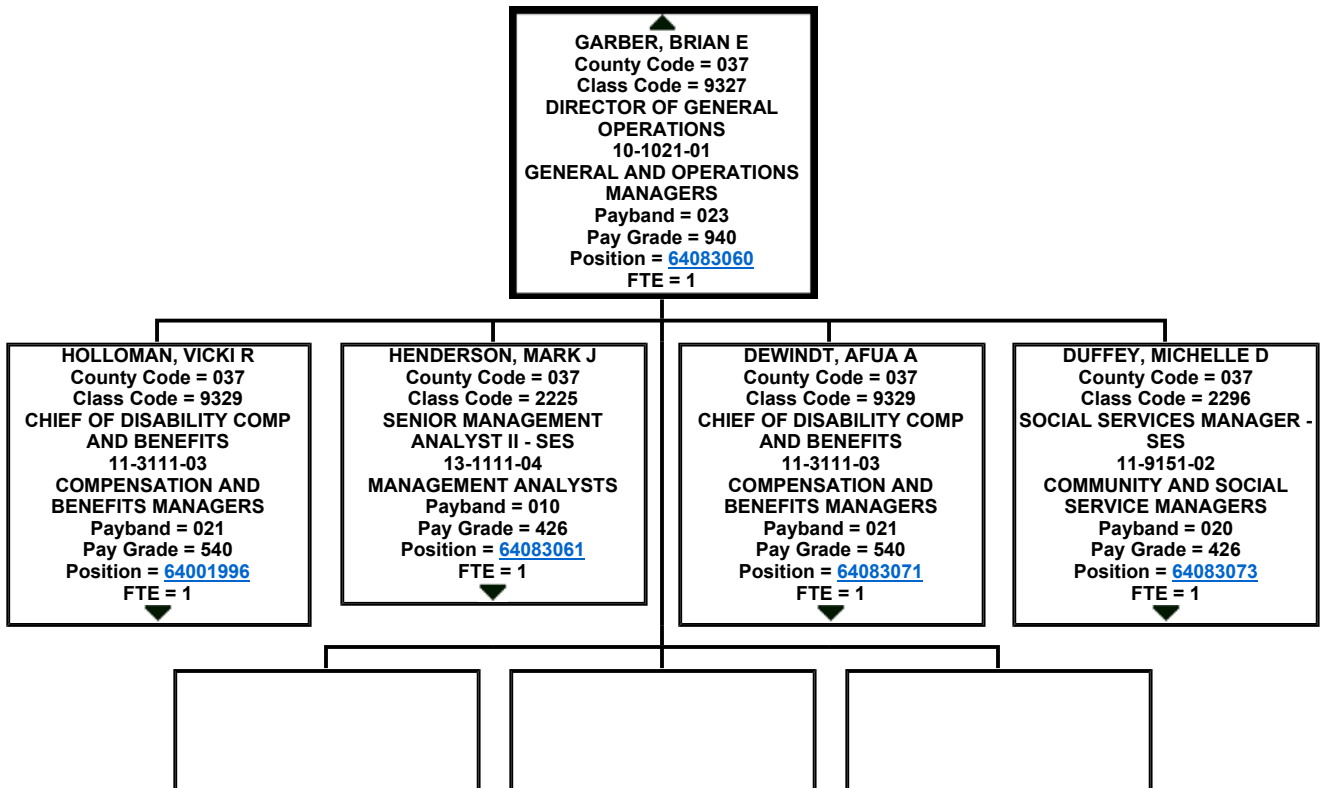 GARBER, BRIAN E
County Code = 037
Class Code = 9327
DIRECTOR OF GENERAL
OPERATIONS
10-1021-01
GENERAL AND OPERATIONS
MANAGERS
Payband = 023
Pay Grade = 940
Position = 64083060
FTE = 1
HOLLOMAN, VICKI R
County Code = 037
Class Code = 9329
CHIEF OF DISABILITY COMP
AND BENEFITS
11-3111-03
COMPENSATION AND
BENEFITS MANAGERS
Payband = 021
Pay Grade = 540
Position = 64001996
FTE = 1
HENDERSON, MARK J
County Code = 037
Class Code = 2225
SENIOR MANAGEMENT
ANALYST II - SES
13-1111-04
MANAGEMENT ANALYSTS
Payband = 010
Pay Grade = 426
Position = 64083061
FTE = 1
DEWINDT, AFUA A
County Code = 037
Class Code = 9329
CHIEF OF DISABILITY COMP
AND BENEFITS
11-3111-03
COMPENSATION AND
BENEFITS MANAGERS
Payband = 021
Pay Grade = 540
Position = 64083071
FTE = 1
DUFFEY, MICHELLE D
County Code = 037
Class Code = 2296
SOCIAL SERVICES MANAGER -
SES
11-9151-02
COMMUNITY AND SOCIAL
SERVICE MANAGERS
Payband = 020
Pay Grade = 426
Position = 64083073
FTE = 1